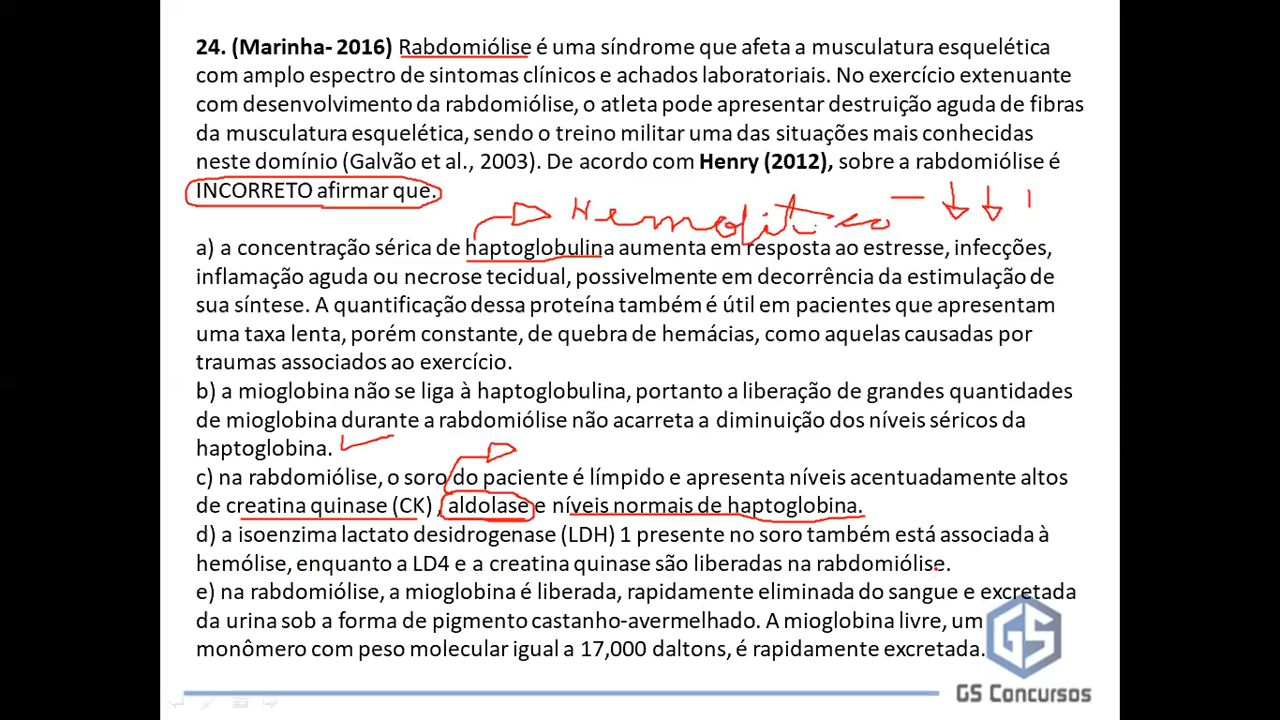 24. (Marinha- 2016) Rabdomiólise é uma síndrome que afeta a musculatura esquelética
com amplo espectro de sintomas clínicos e achados laboratoriais. No exercício extenuante
com desenvolvimento da rabdomiólise, o atleta pode apresentar destruição aguda de fibras
da musculatura esquelética, sendo o treino militar uma das situações mais conhecidas
neste domínio (Galvão et al., 2003). De acordo com Henry (2012), sobre a rabdomiólise é
INCORRETO afirmar que.
a) a concentração sérica de haptoglobulina aumenta em resposta ao estresse, infecções,
inflamação aguda ou necrose tecidual, possivelmente em decorrência da estimulação de
sua síntese. A quantificação dessa proteína também é útil em pacientes que apresentam
uma taxa lenta, porém constante, de quebra de hemácias, como aquelas causadas por
traumas associados ao exercício.
b) a mioglobina não se liga à haptoglobulina, portanto a liberação de grandes quantidades
de mioglobina durante a rabdomiólise não acarreta a diminuição dos níveis séricos da
haptoglobina.
c) na rabdomiólise, o soro do paciente é límpido e apresenta níveis acentuadamente altos
de creatina quinase (CK) , aldolase e níveis normais de haptoglobina.
d) a isoenzima lactato desidrogenase (LDH) 1 presente no soro também está associada à
hemólise, enquanto a LD4 e a creatina quinase são liberadas na rabdomiólise.
e) na rabdomiólise, a mioglobina é liberada, rapidamente eliminada do sangue e excretada
da urina sob a forma de pigmento castanho-avermelhado. A mioglobina livre, um
monômero com peso molecular igual a 17,000 daltons, é rapidamente excretada.
GS
GS Concursos